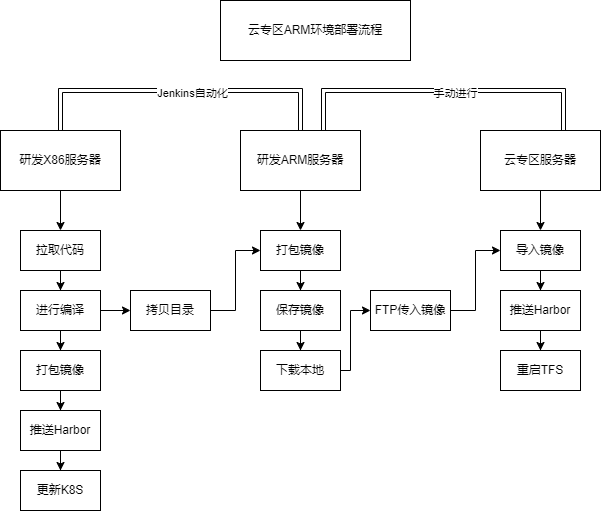 云专区ARM环境部署流程
Jenkins自动化
手动进行
研发X86服务器
研发ARM服务器
云专区服务器
拉取代码
打包镜像
导入镜像
进行编译
拷贝目录
保存镜像
FTP传入镜像
推送Harbor
打包镜像
下载本地
重启TFS
推送Harbor
更新K8S